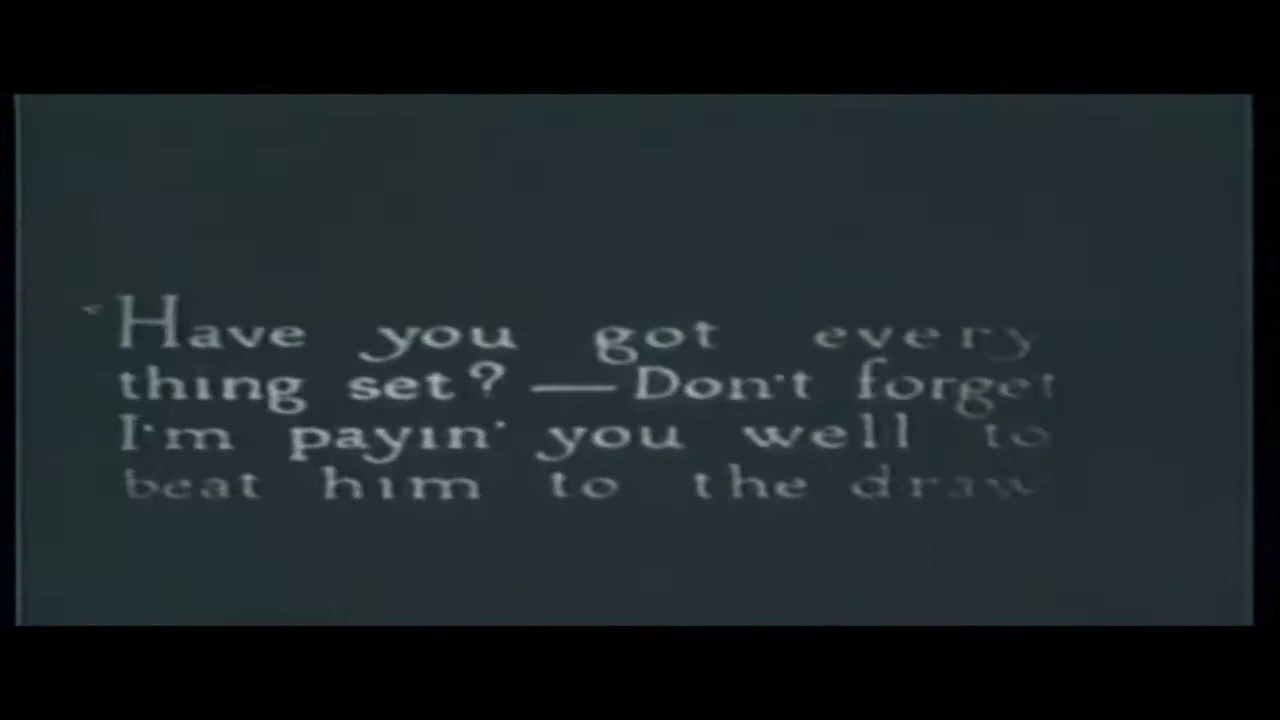 "Have you got every
thing set? — Don't forget
I'm payin' you well to
beat him to the draw